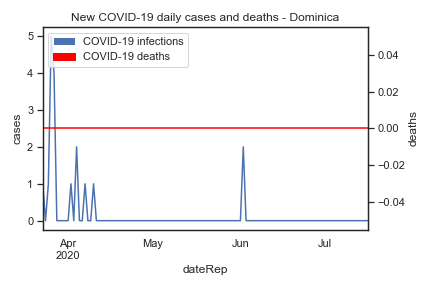 New COVID-19 daily cases and deaths - Dominica
COVID-19 infections
COVID-19 deaths
cases
5
4
3
2
1
0
0.04
0.02
0.00
−0.02
−0.04
deaths
Apr
2020
May
Jun
Jul
dateRep